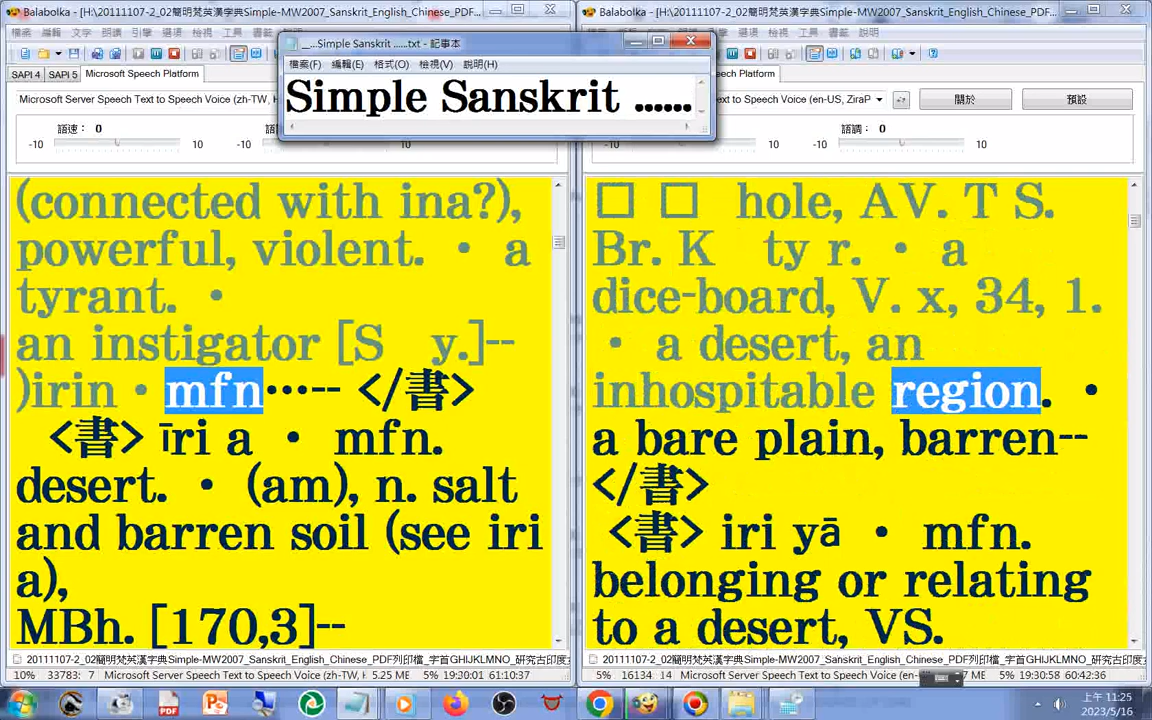 Balabolka - [H:\20111107-2_02簡明梵英漢字典Simple-MW2007_Sanskrit_English_Chinese_PDF...
Balabolka - [H:\20111107-2_02簡明梵英漢字典Simple-MW2007_Sanskrit_English_Chinese_PDF...
__...Simple Sanskrit ......txt - 記事本
檔案(F) 編輯(E) 格式(O) 檢視(V) 說明(H)
Simple Sanskrit ......
SAPI 4 SAPI 5 Microsoft Speech Platform
Microsoft Server Speech Text to Speech Voice (zh-TW, H
語速： 0
-10 10
ext to Speech Voice (en-US, ZiraP
關於 預設
語調： 0
-10 10
(connected with ina?),
powerful, violent. • a
tyrant. •
an instigator [S y.]--
)irin • mfn…-- </書>
<書> īri a • mfn.
desert. • (am), n. salt
and barren soil (see iri
a),
MBh. [170,3]--
□ □ hole, AV. T S.
Br. K ty r. • a
dice-board, V. x, 34, 1.
• a desert, an
inhospitable region. •
a bare plain, barren--
</書>
<書> iri yā • mfn.
belonging or relating
to a desert, VS.
20111107-2_02簡明梵英漢字典Simple-MW2007_Sanskrit_English_Chinese_PDF列印檔_字首GHIJKLMNO_研究古印度
20111107-2_02簡明梵英漢字典Simple-MW2007_Sanskrit_English_Chinese_PDF列印檔_字首GHIJKLMNO_研究古印度
10% 33783: 7 Microsoft Server Speech Text to Speech Voice (zh-TW, 5.25 MB 5% 19:30:01 61:10:37
5% 16134 14 Microsoft Server Speech Text to Speech Voice 5% 19:30:58 60:42:36
上午 11:25
2023/5/16